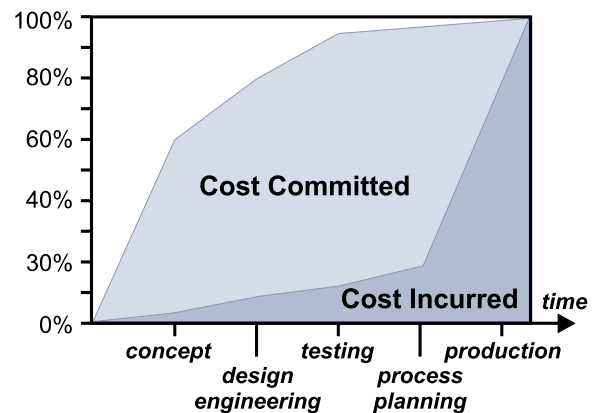 100%
80%
60%
40%
30%
0%
Cost Committed
Cost Incurred
time
concept
design
engineering
testing
process
planning
production